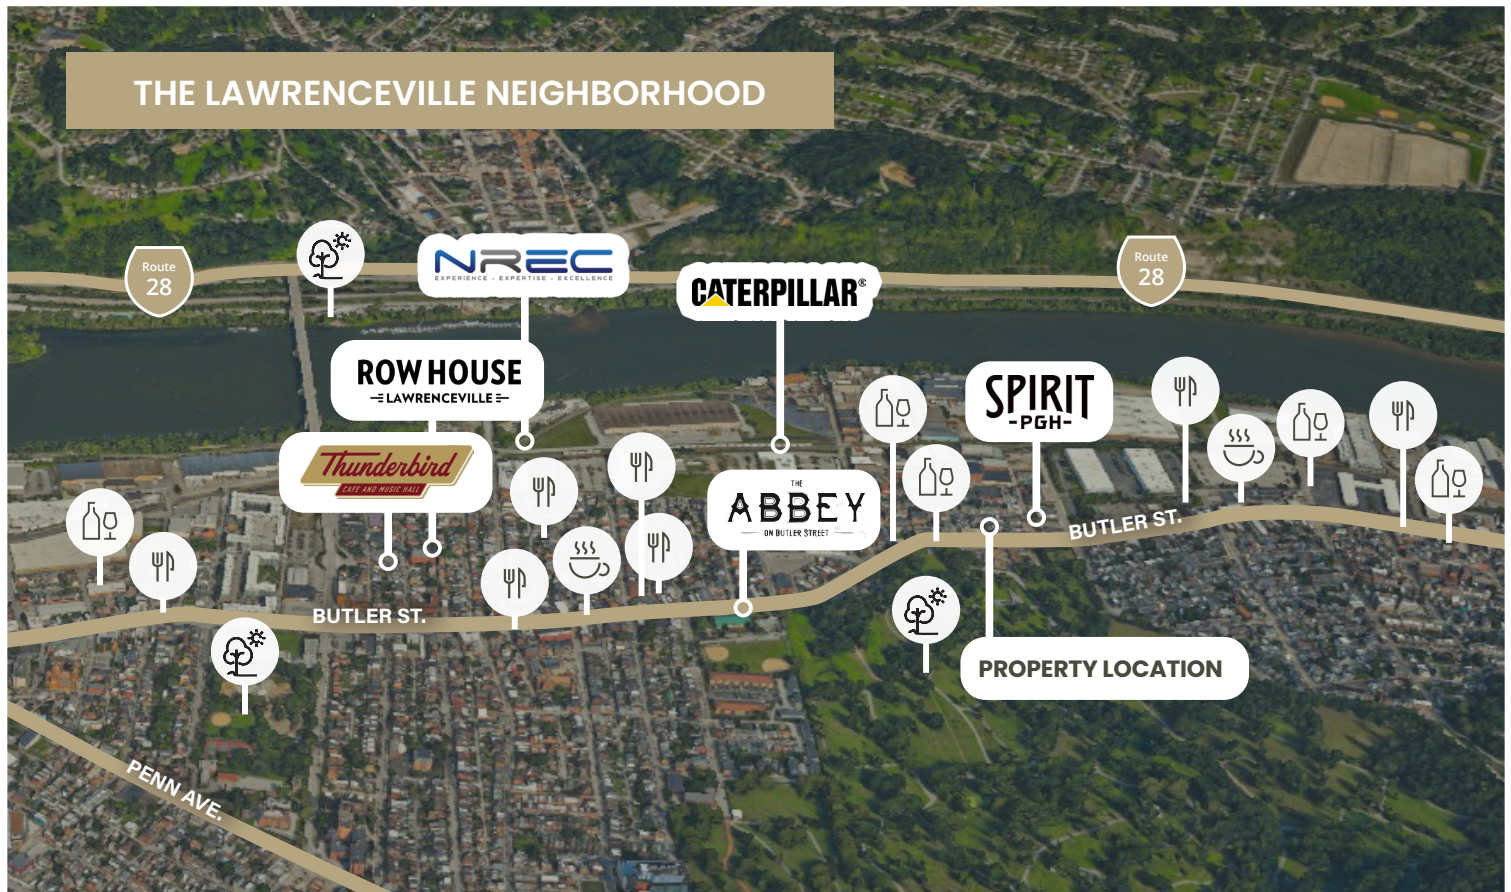 THE LAWRENCEVILLE NEIGHBORHOOD
Route
28
NREC
EXPERIENCE - EXPERTISE - EXCELLENCE
CATERPILLAR®
Route
28
ROW HOUSE
LAWRENCEVILLE
SPIRIT
-PGH-
Thunderbird
CAFE AND MUSIC HALL
THE
ABBEY
ON BUTLER STREET
BUTLER ST.
BUTLER ST.
PROPERTY LOCATION
PENN AVE.